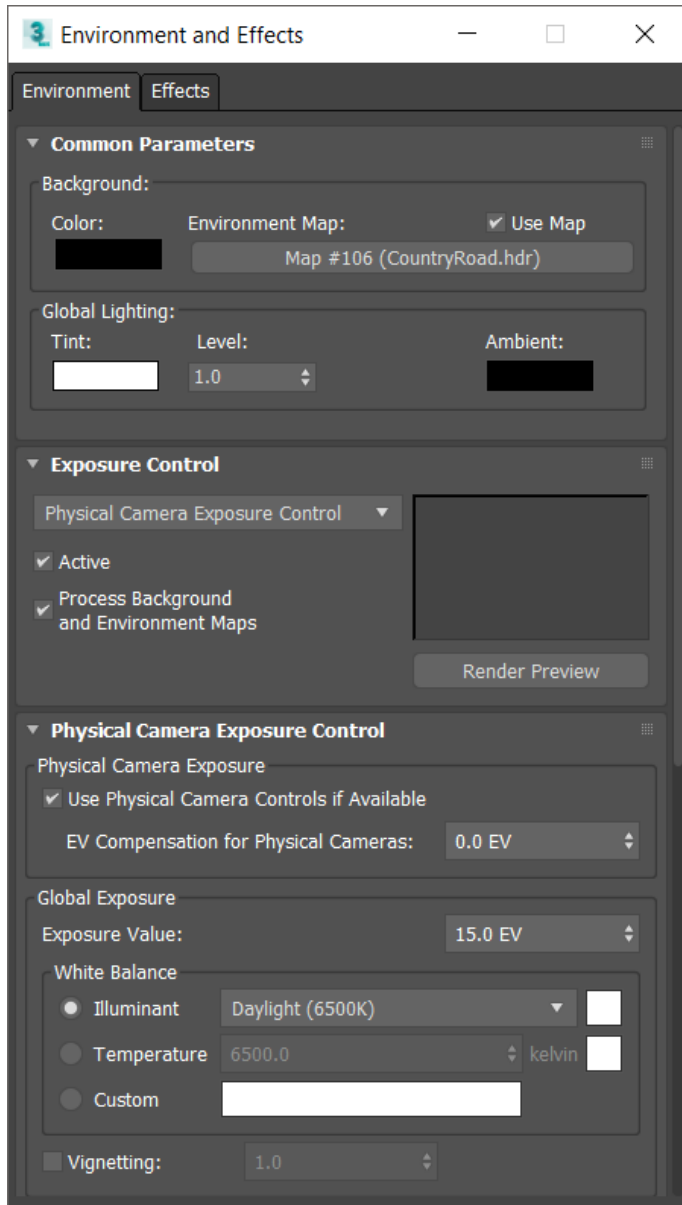 3 Environment and Effects
Environment Effects
Common Parameters
Background:
Color: Environment Map: Use Map
Map #106 (CountryRoad.hdr)
Global Lighting:
Tint: Level: Ambient:
1.0
Exposure Control
Physical Camera Exposure Control
Active
Process Background
and Environment Maps
Render Preview
Physical Camera Exposure Control
Physical Camera Exposure
Use Physical Camera Controls if Available
EV Compensation for Physical Cameras: 0.0 EV
Global Exposure
Exposure Value: 15.0 EV
White Balance
Illuminant Daylight (6500K)
Temperature 6500.0 kelvin
Custom
Vignetting: 1.0